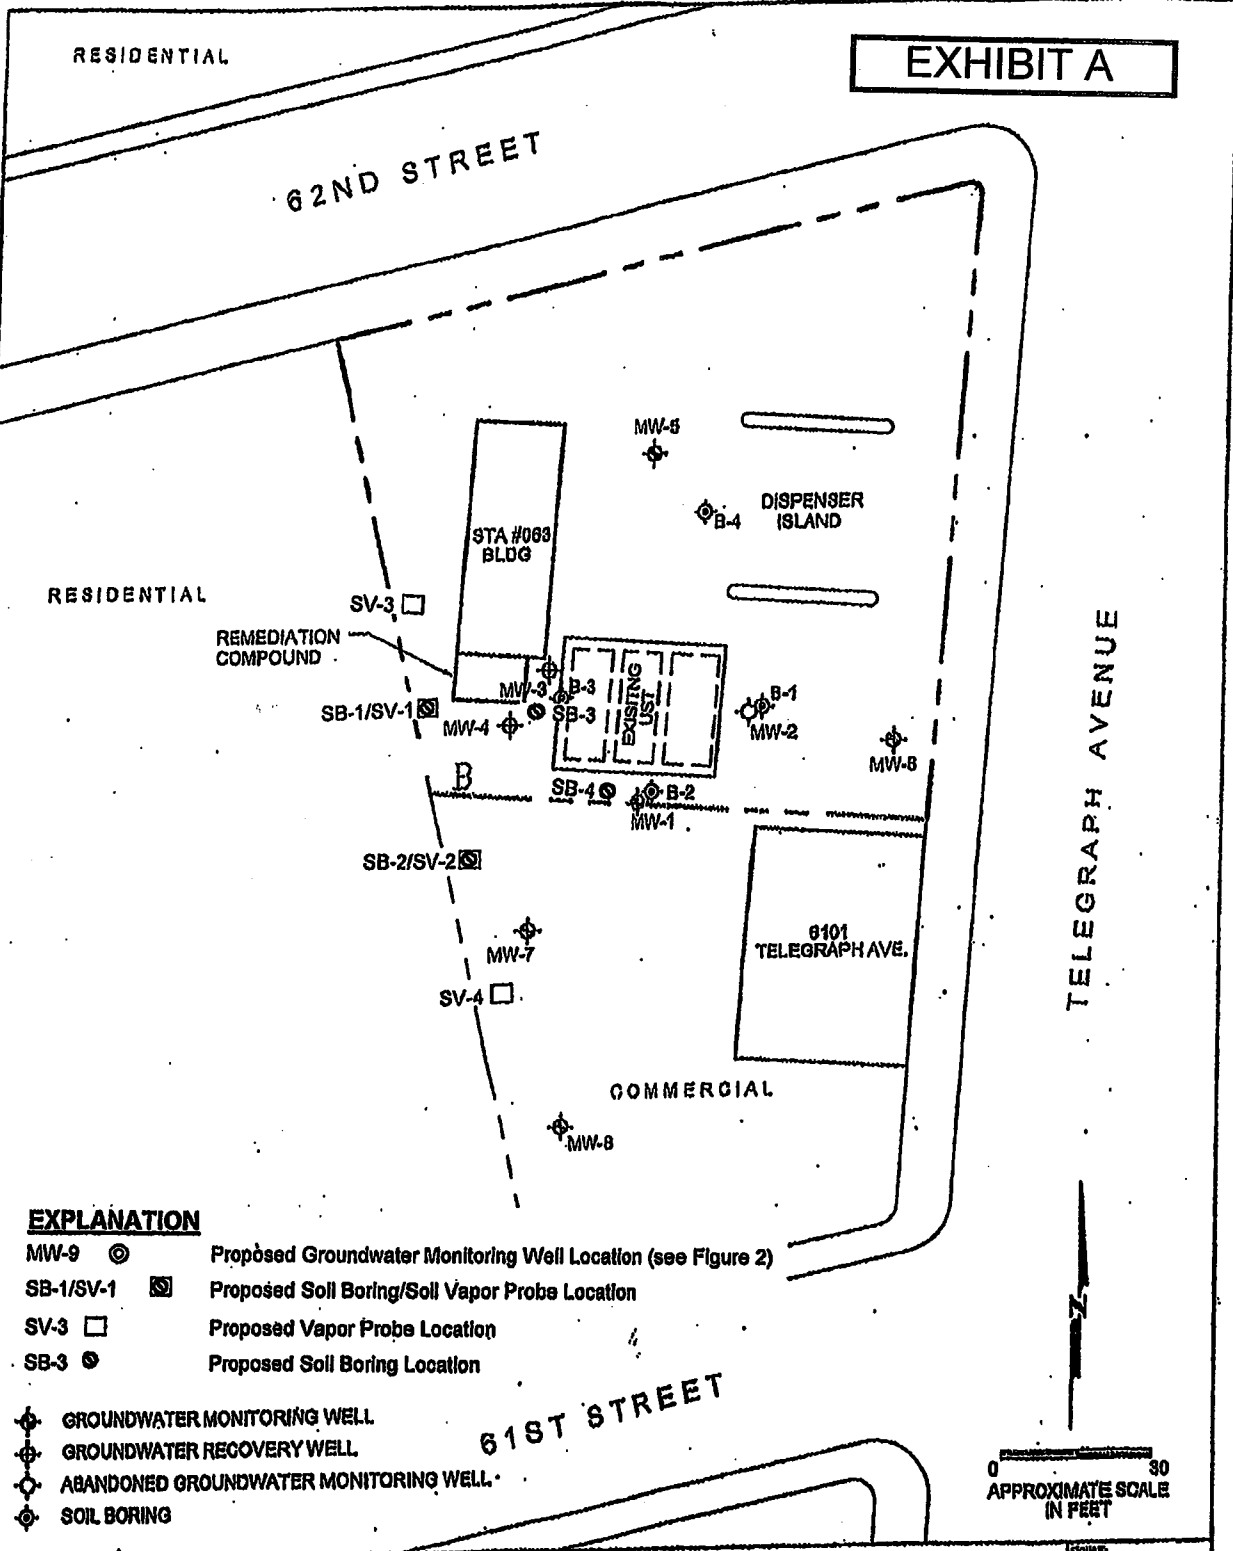 RESIDENTIAL
EXHIBIT A
62ND STREET
MW-5
B-4
DISPENSER
ISLAND
STA #063
BLDG
RESIDENTIAL
SV-3
REMEDIATION
COMPOUND
MW-3
B-3
SB-1/SV-1
MW-4
SB-3
EXISITNG
UST
B-1
MW-2
MW-6
B
SB-4
B-2
MW-1
SB-2/SV-2
MW-7
6101
TELEGRAPH AVE.
SV-4
TELEGRAPH AVENUE
COMMERCIAL
MW-8
EXPLANATION
MW-9 Proposed Groundwater Monitoring Well Location (see Figure 2)
SB-1/SV-1 Proposed Soil Boring/Soil Vapor Probe Location
SV-3 Proposed Vapor Probe Location
SB-3 Proposed Soil Boring Location
GROUNDWATER MONITORING WELL
GROUNDWATER RECOVERY WELL
ABANDONED GROUNDWATER MONITORING WELL
SOIL BORING
61ST STREET
Z
0 30
APPROXIMATE SCALE
IN FEET